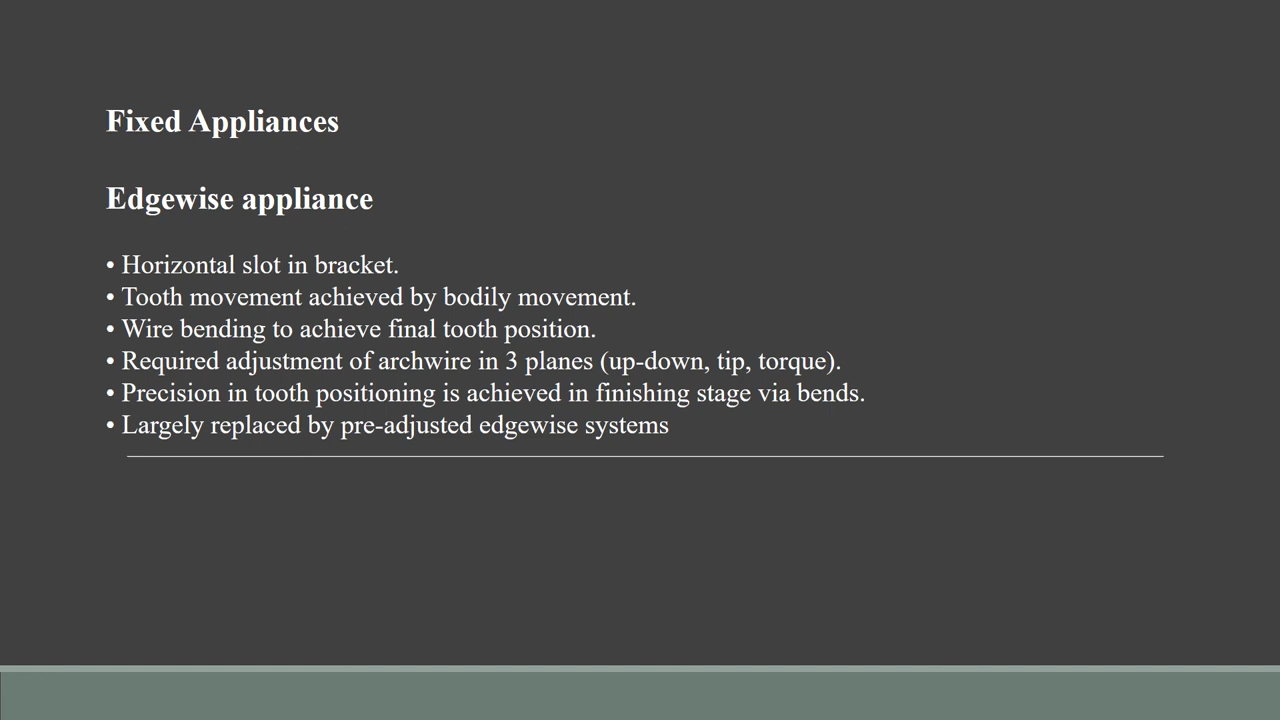 Fixed Appliances
Edgewise appliance
• Horizontal slot in bracket.
• Tooth movement achieved by bodily movement.
• Wire bending to achieve final tooth position.
• Required adjustment of archwire in 3 planes (up-down, tip, torque).
• Precision in tooth positioning is achieved in finishing stage via bends.
• Largely replaced by pre-adjusted edgewise systems